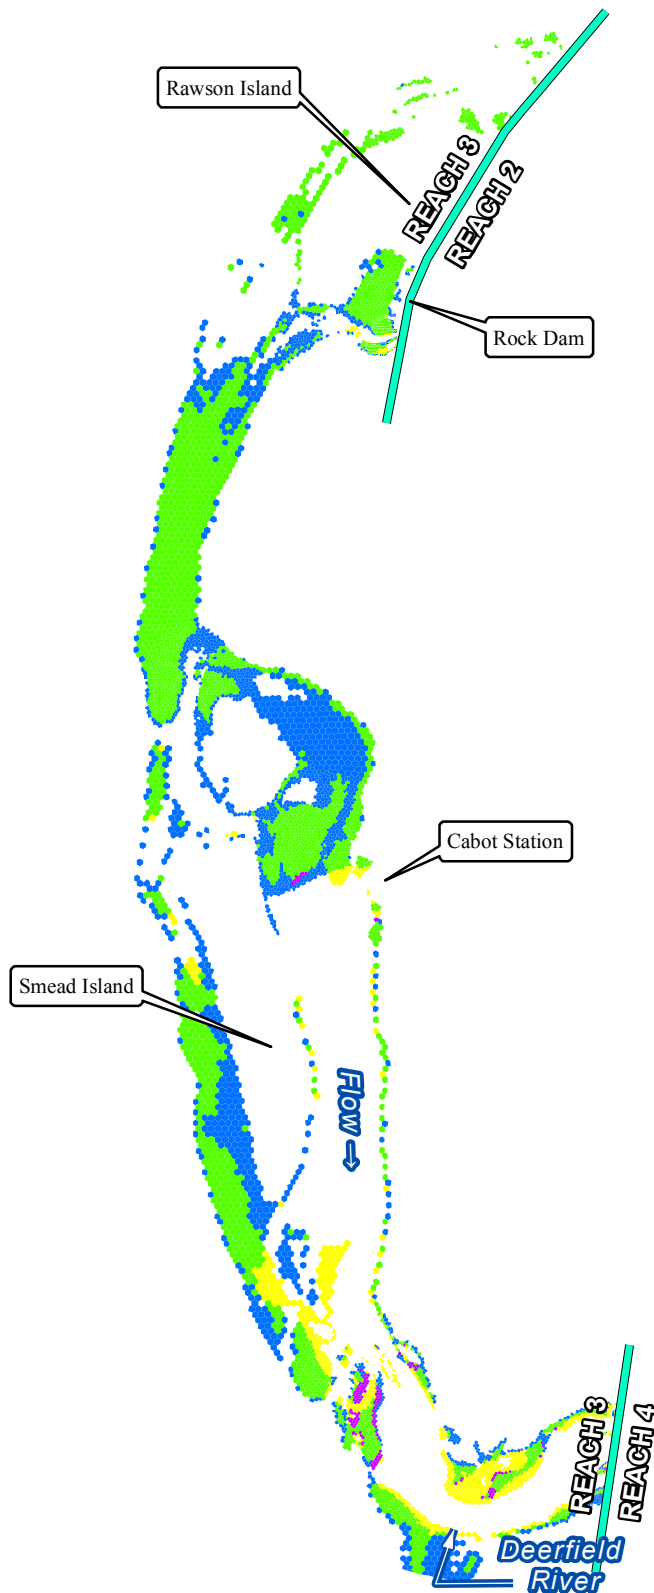 Rawson Island
REACH 3
REACH 2
Rock Dam
Cabot Station
Smead Island
Flow →
REACH 3
REACH 4
Deerfield
River